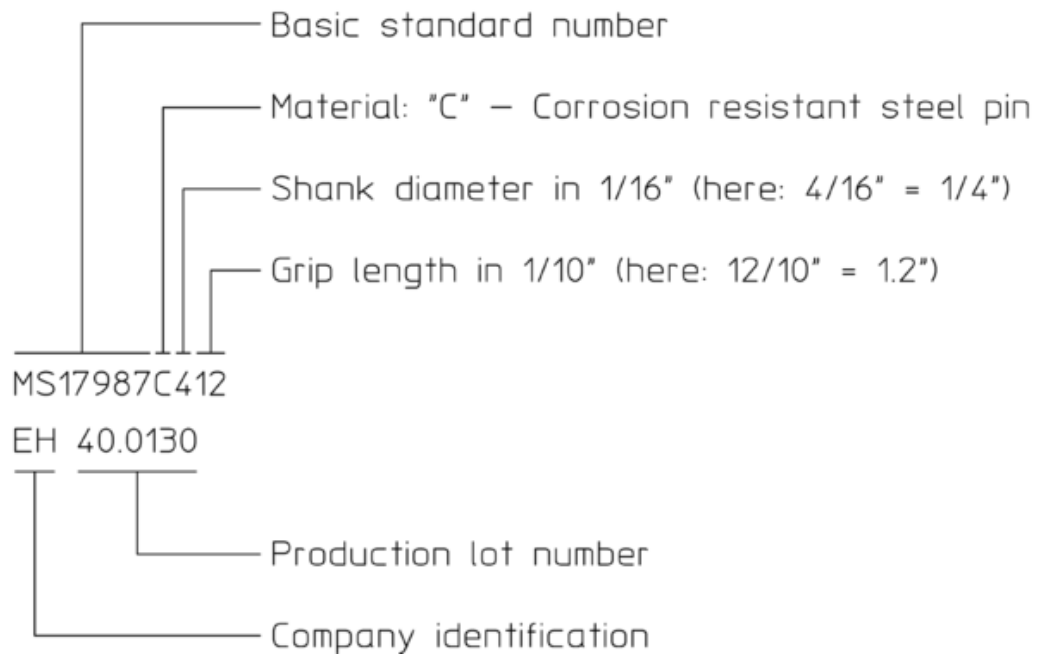 Basic standard number
Material: "C" – Corrosion resistant steel pin
Shank diameter in 1/16" (here: 4/16" = 1/4")
Grip length in 1/10" (here: 12/10" = 1.2")
MS17987C412
EH 40.0130
Production lot number
Company identification